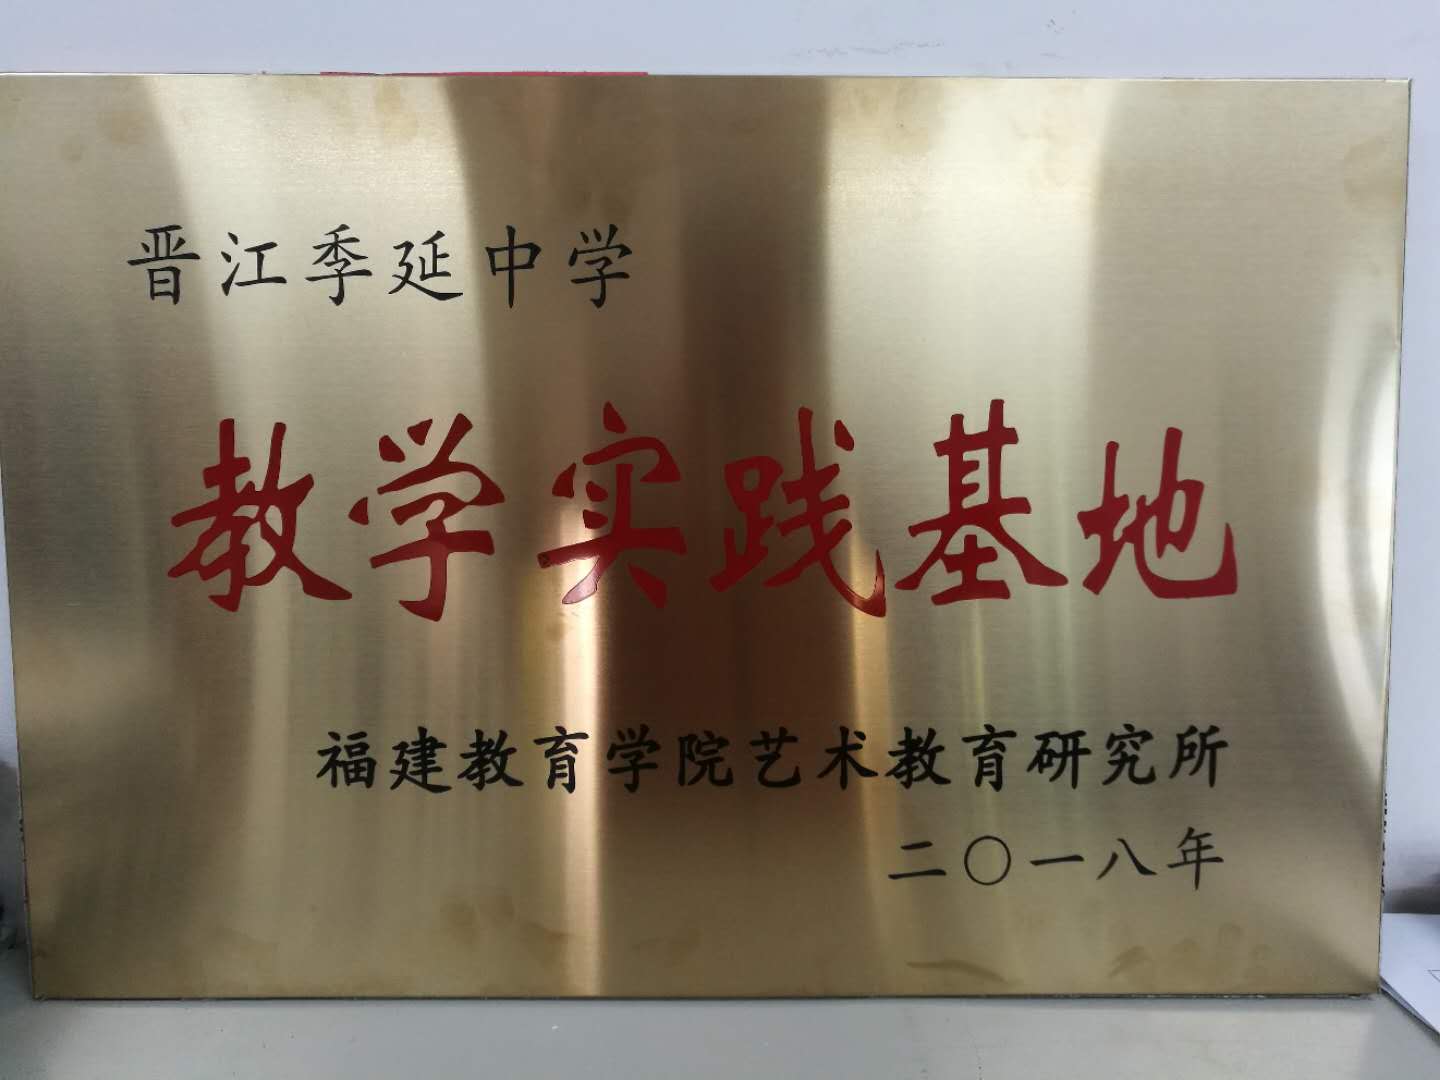 晋江季延中学
教学实践基地
福建教育学院艺术教育研究所
二〇一八年